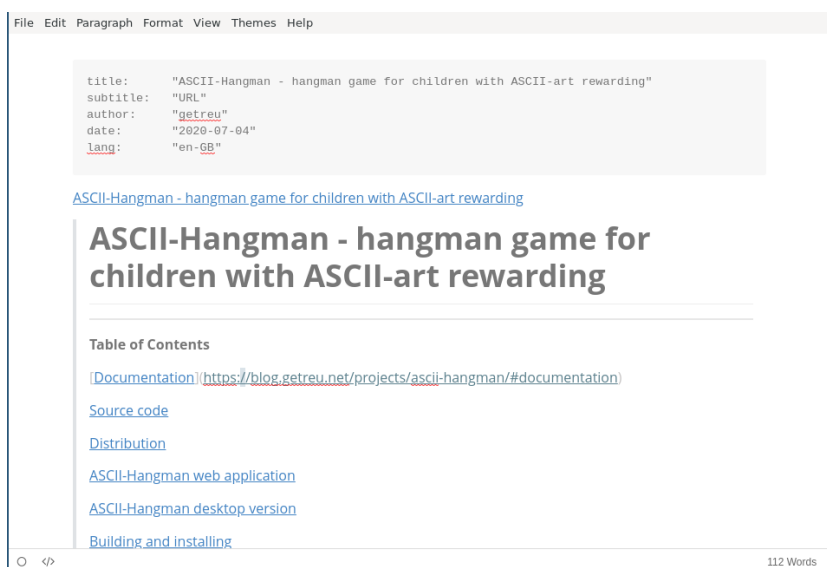 File Edit Paragraph Format View Themes Help
title: "ASCII-Hangman - hangman game for children with ASCII-art rewarding"
subtitle: "URL"
author: "getreu"
date: "2020-07-04"
lang: "en-GB"
ASCII-Hangman - hangman game for children with ASCII-art rewarding
ASCII-Hangman - hangman game for
children with ASCII-art rewarding
Table of Contents
[Documentation](https://blog.getreu.net/projects/ascii-hangman/#documentation)
Source code
Distribution
ASCII-Hangman web application
ASCII-Hangman desktop version
Building and installing
</> 112 Words